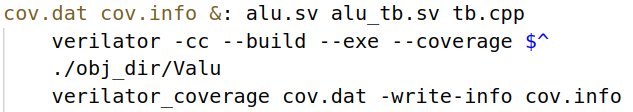 cov.dat cov.info &: alu.sv alu_tb.sv tb.cpp
    verilator -cc --build --exe --coverage $^
    ./obj_dir/Valu
    verilator_coverage cov.dat -write-info cov.info